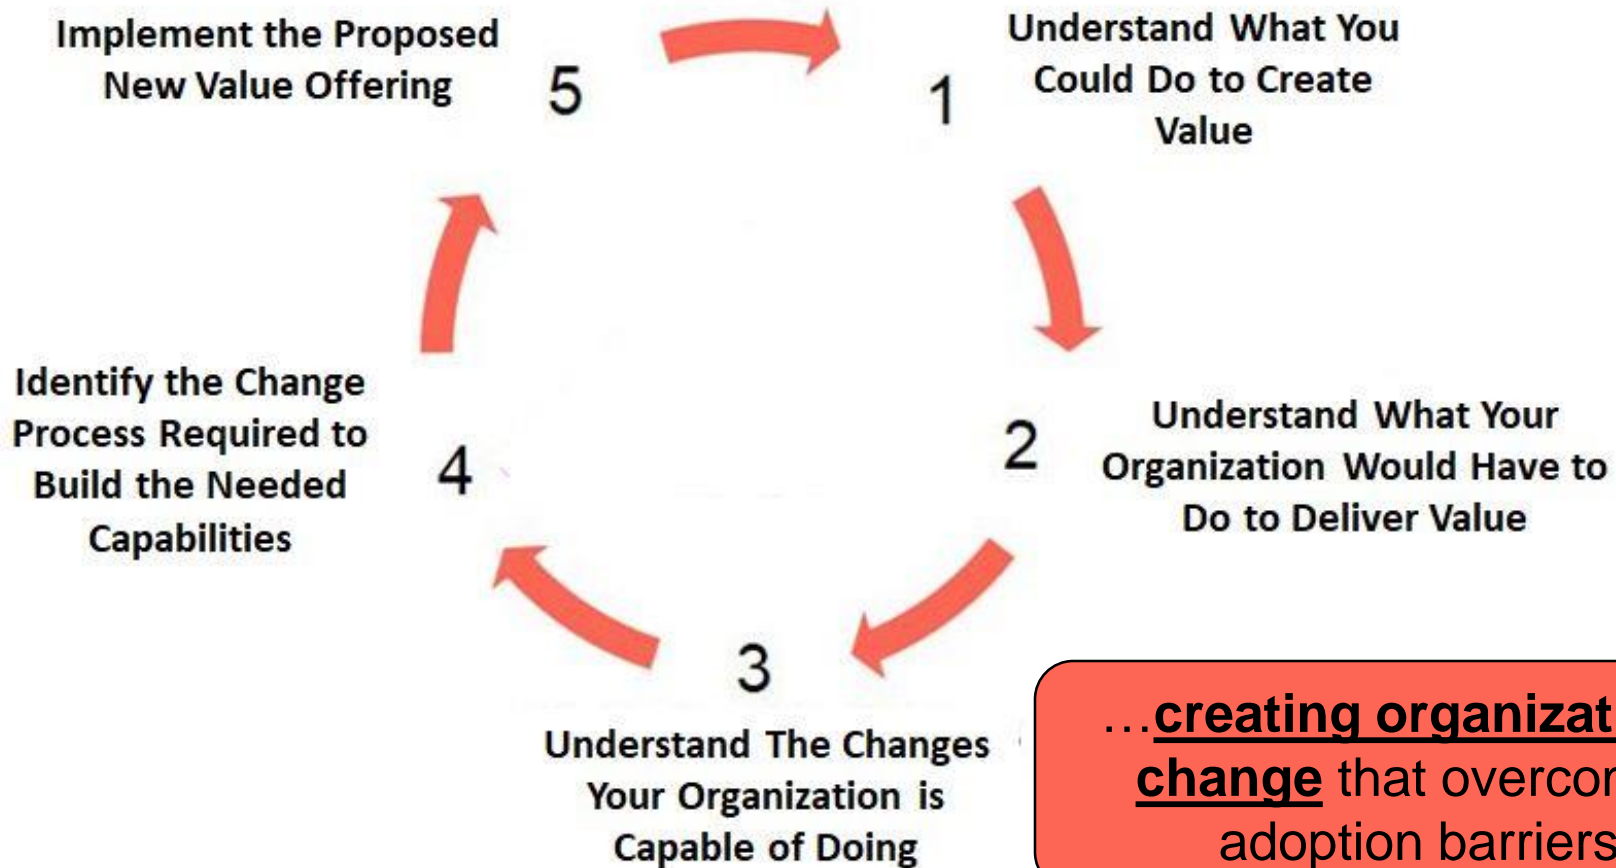 Understand What You
Could Do to Create
Value
1
Understand What Your
Organization Would Have to
Do to Deliver Value
2
3
Understand The Changes
Your Organization is
Capable of Doing
Identify the Change
Process Required to
Build the Needed
Capabilities
4
Implement the Proposed
New Value Offering
5
…creating
change that
adoption barriers